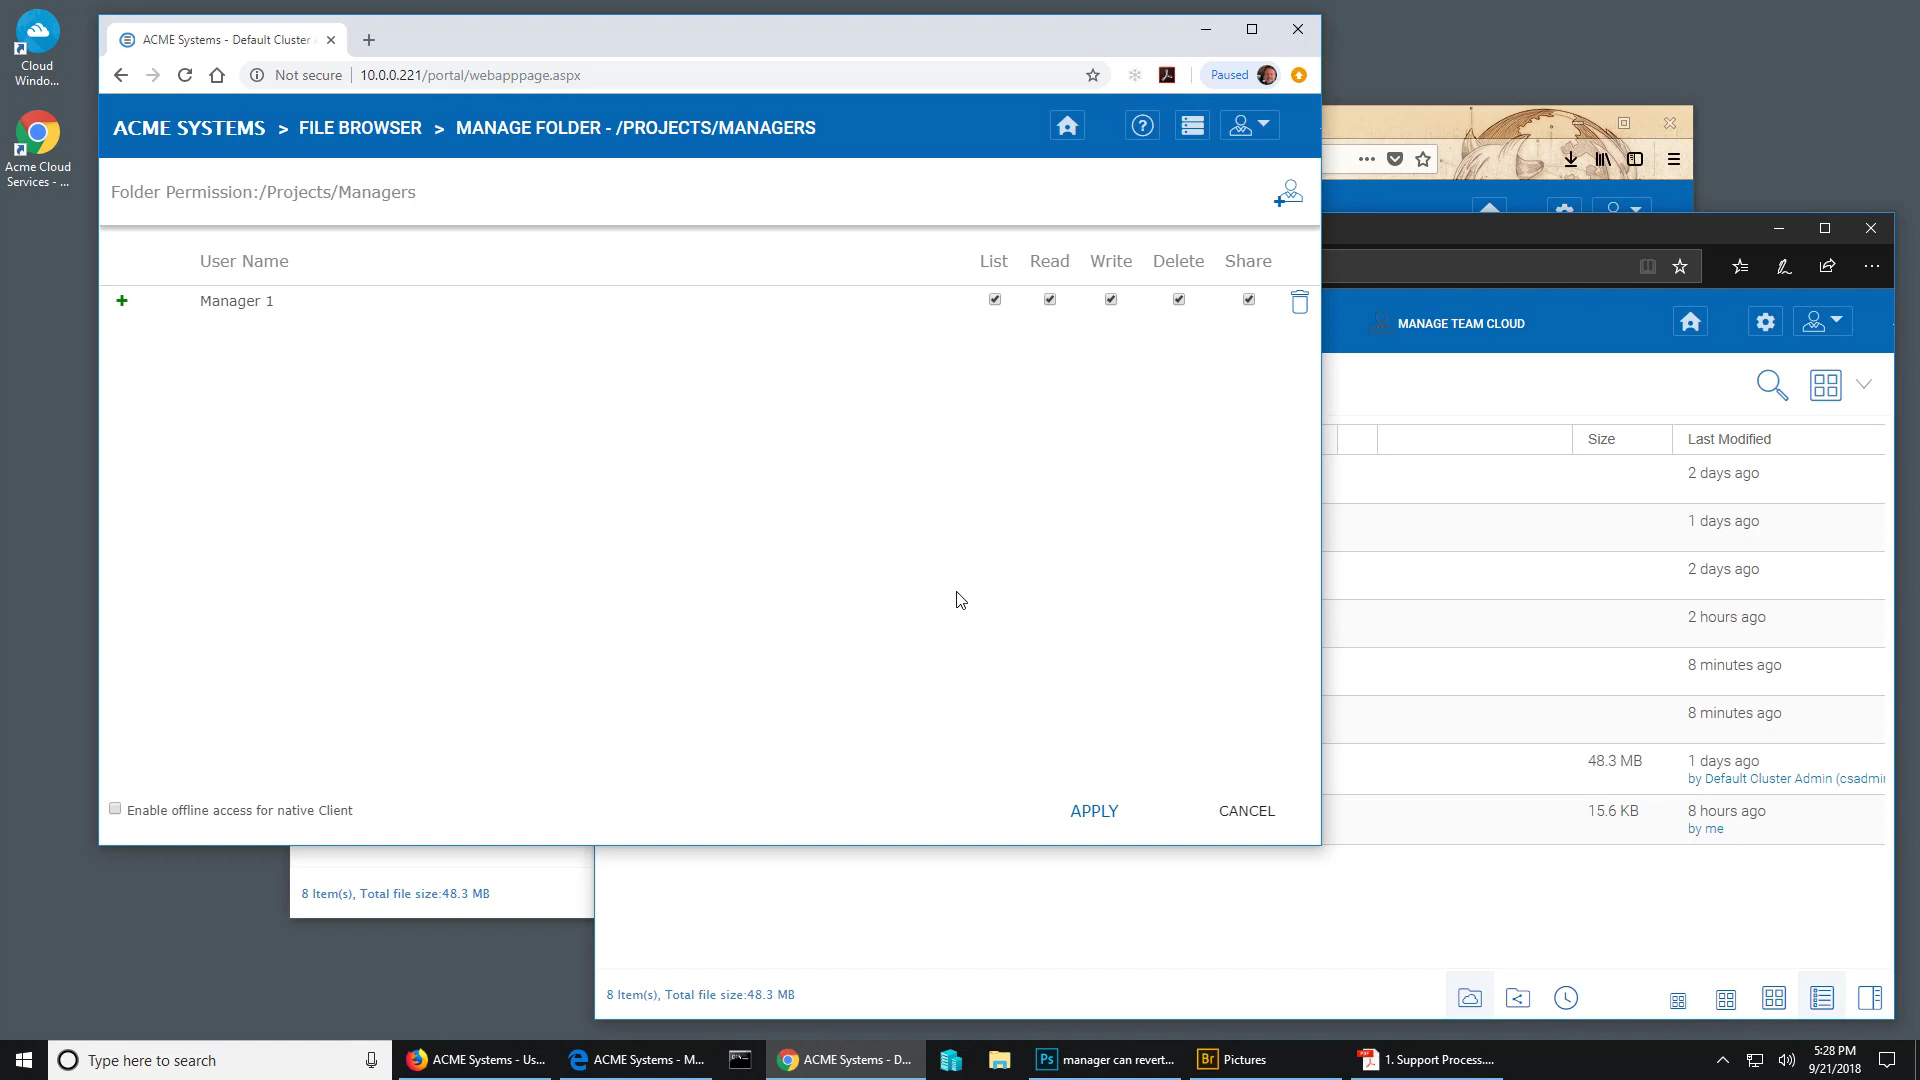 Cloud
Windo...
Acme Cloud
Services - ...
ACME Systems - Default Cluster
Not secure | 10.0.0.221/portal/webapppage.aspx
Paused
ACME SYSTEMS > FILE BROWSER > MANAGE FOLDER - /PROJECTS/MANAGERS
Folder Permission:/Projects/Managers
User Name List Read Write Delete Share
Manager 1
Enable offline access for native Client
APPLY CANCEL
MANAGE TEAM CLOUD
Size Last Modified
2 days ago
1 days ago
2 days ago
2 hours ago
8 minutes ago
8 minutes ago
48.3 MB 1 days ago
by Default Cluster Admin (csadmi
15.6 KB 8 hours ago
by me
8 Item(s), Total file size:48.3 MB
8 Item(s), Total file size:48.3 MB
Type here to search
ACME Systems - Us...
ACME Systems - M...
ACME Systems - D...
Ps manager can revert...
Br Pictures
1. Support Process....
5:28 PM
9/21/2018